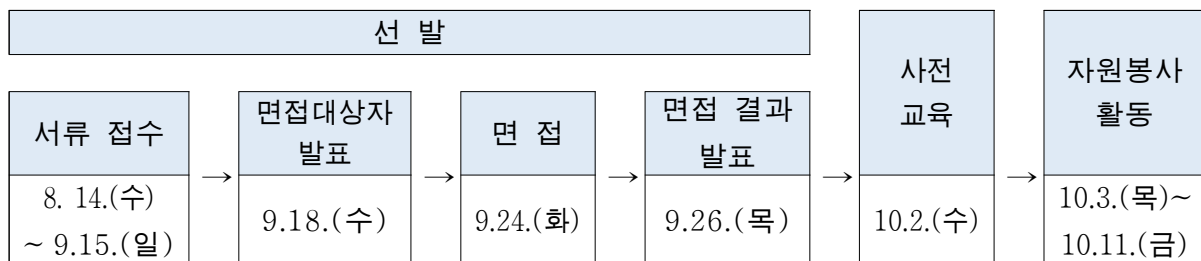 선 발
서류 접수
8. 14.(수)
~ 9.15.(일)
→
면접대상자
발표
9.18.(수)
→
면 접
9.24.(화)
→
면접 결과
발표
9.26.(목)
→
사전
교육
10.2.(수)
→
자원봉사
활동
10.3.(목)~
10.11.(금)